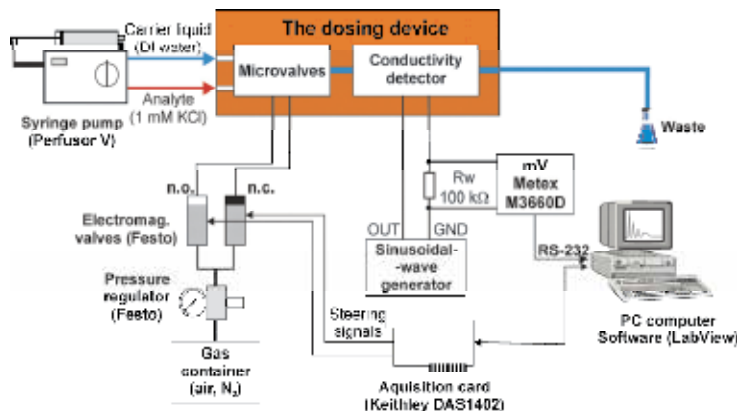 The dosing device
Carrier liquid
(DI water)
Microvalves
Conductivity
detector
Analyte
(1 mM KCl)
Syringe pump
(Perfusor V)
Waste
n.o.
n.c.
Rw
100 kΩ
mV
Metex
M3660D
Electromag.
valves (Festo)
OUT
GND
RS-232
Sinusoidal-
-wave
generator
Pressure
regulator
(Festo)
Steering
signals
PC computer
Software (LabView)
Gas
container
(air, N2)
Aquisition card
(Keithley DAS1402)